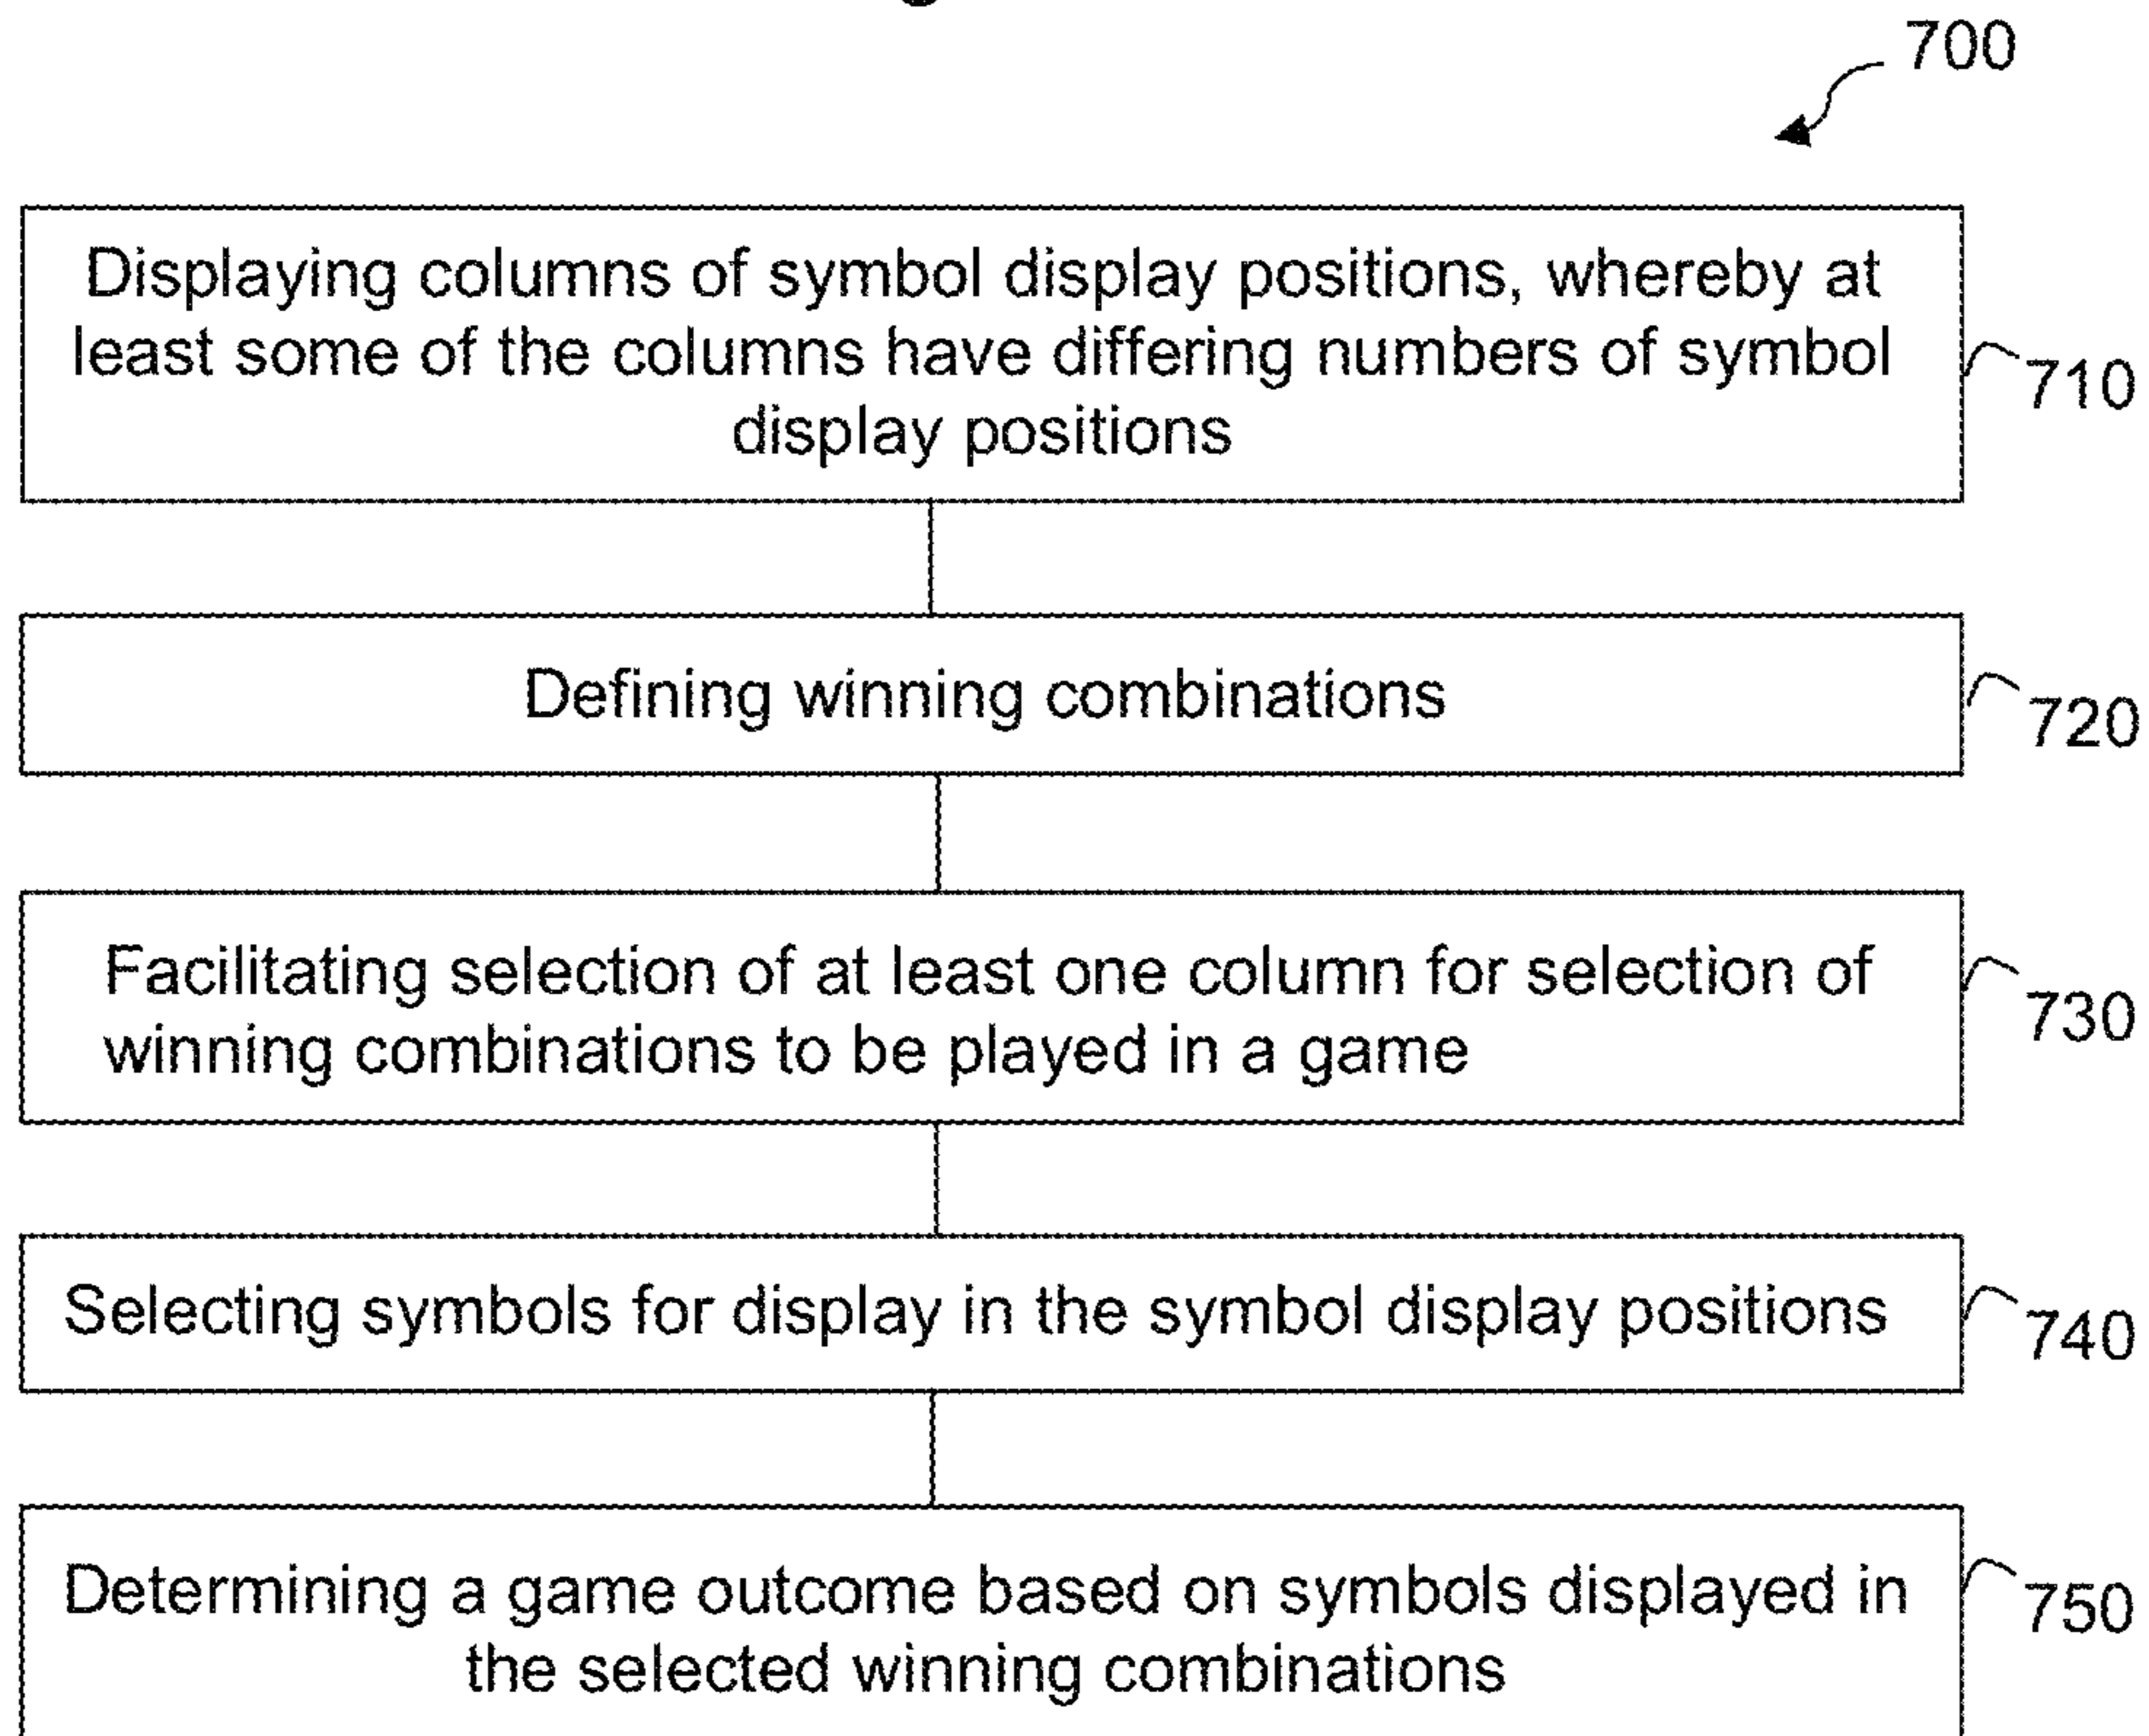 700
Displaying columns of symbol display positions, whereby at
least some of the columns have differing numbers of symbol
display positions
710
Defining winning combinations
720
Facilitating selection of at least one column for selection of
winning combinations to be played in a game
730
Selecting symbols for display in the symbol display positions
740
Determining a game outcome based on symbols displayed in
the selected winning combinations
750